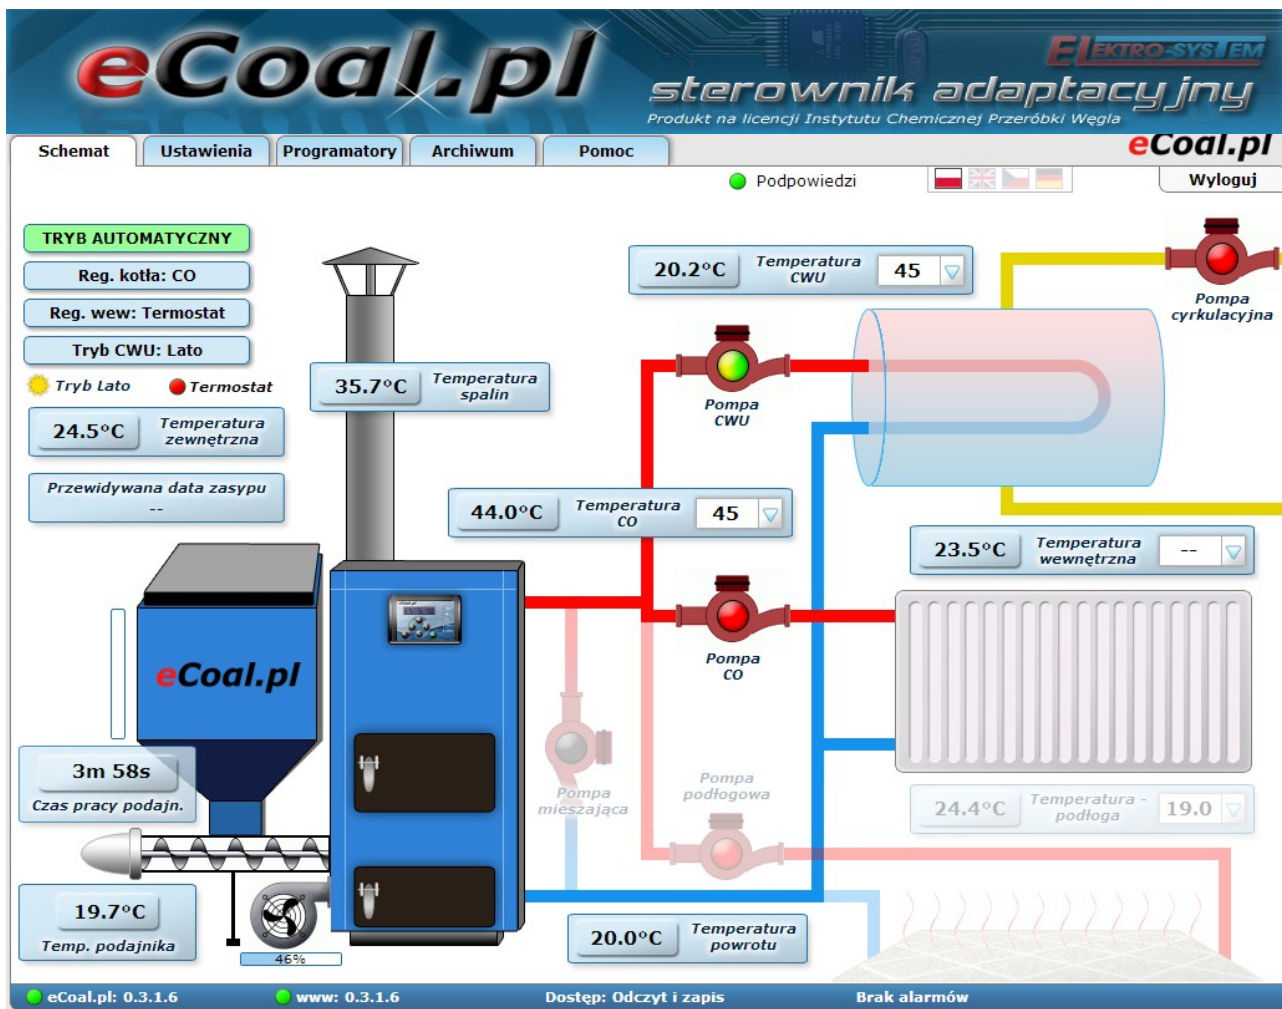 eCoal.pl
ELEKTRO-SYSTEM
sterownik adaptacyjny
Produkt na licencji Instytutu Chemicznej Przeróbki Węgla
Schemat
Ustawienia
Programatory
Archiwum
Pomoc
eCoal.pl
Podpowiedzi
Wyloguj
TRYB AUTOMATYCZNY
Reg. kotła: CO
Reg. wew: Termostat
Tryb CWU: Lato
Tryb Lato
Termostat
24.5°C
Temperatura
zewnętrzna
Przewidywana data zasypu
--
35.7°C
Temperatura
spalin
20.2°C
Temperatura
CWU
45
Pompa
cyrkulacyjna
Pompa
CWU
44.0°C
Temperatura
CO
45
23.5°C
Temperatura
wewnętrzna
--
Pompa
CO
eCoal.pl
3m 58s
Czas pracy podajn.
Pompa
mieszająca
Pompa
podłogowa
24.4°C
Temperatura -
podłoga
19.0
19.7°C
Temp. podajnika
46%
20.0°C
Temperatura
powrotu
eCoal.pl: 0.3.1.6
www: 0.3.1.6
Dostęp: Odczyt i zapis
Brak alarmów